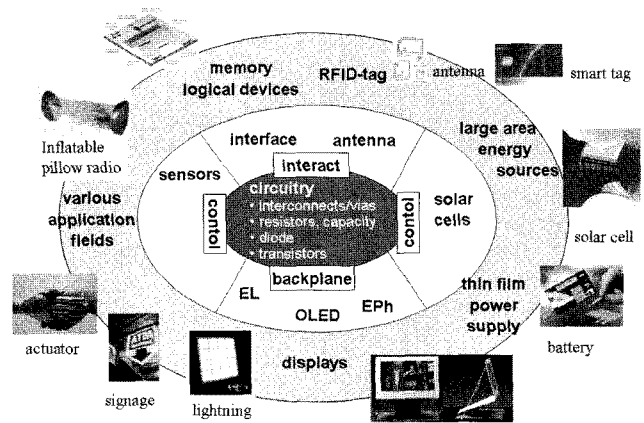 memory
logical devices
RFID-tag
antenna
smart tag
Inflatable
pillow radio
interface
antenna
large area
energy
sources
sensors
interact
various
application
fields
contol
circuitry
• interconnects/vias
• resistors, capacity
• diode
• transistors
contol
solar
cells
solar cell
backplane
EL
OLED
EPh
thin film
power
supply
actuator
battery
displays
signage
lightning